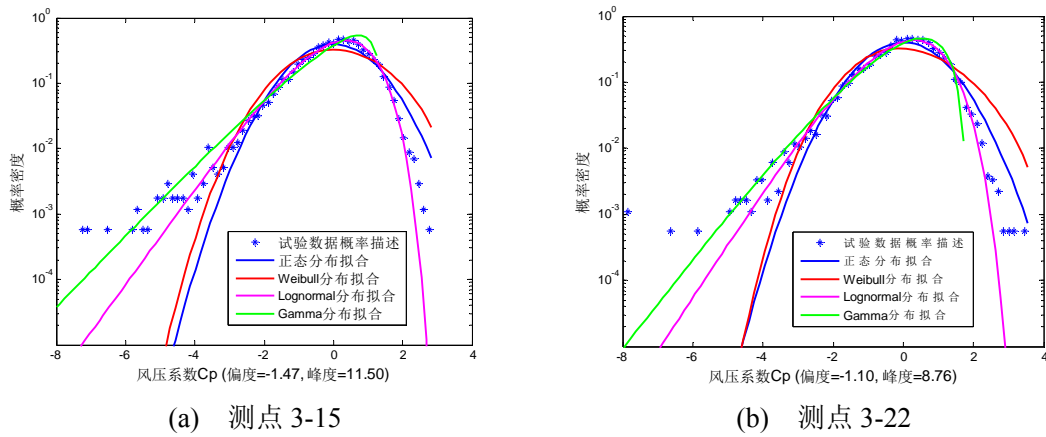 10^0
10^-1
10^-2
10^-3
10^-4
概率密度
试验数据概率描述
正态分布拟合
Weibull分布拟合
Lognormal分布拟合
Gamma分布拟合
-8 -6 -4 -2 0 2 4
风压系数Cp (偏度=-1.47, 峰度=11.50)
(a) 测点 3-15
10^0
10^-1
10^-2
10^-3
10^-4
概率密度
试验数据概率描述
正态分布拟合
Weibull分布拟合
Lognormal分布拟合
Gamma分布拟合
-8 -6 -4 -2 0 2 4
风压系数Cp (偏度=-1.10, 峰度=8.76)
(b) 测点 3-22